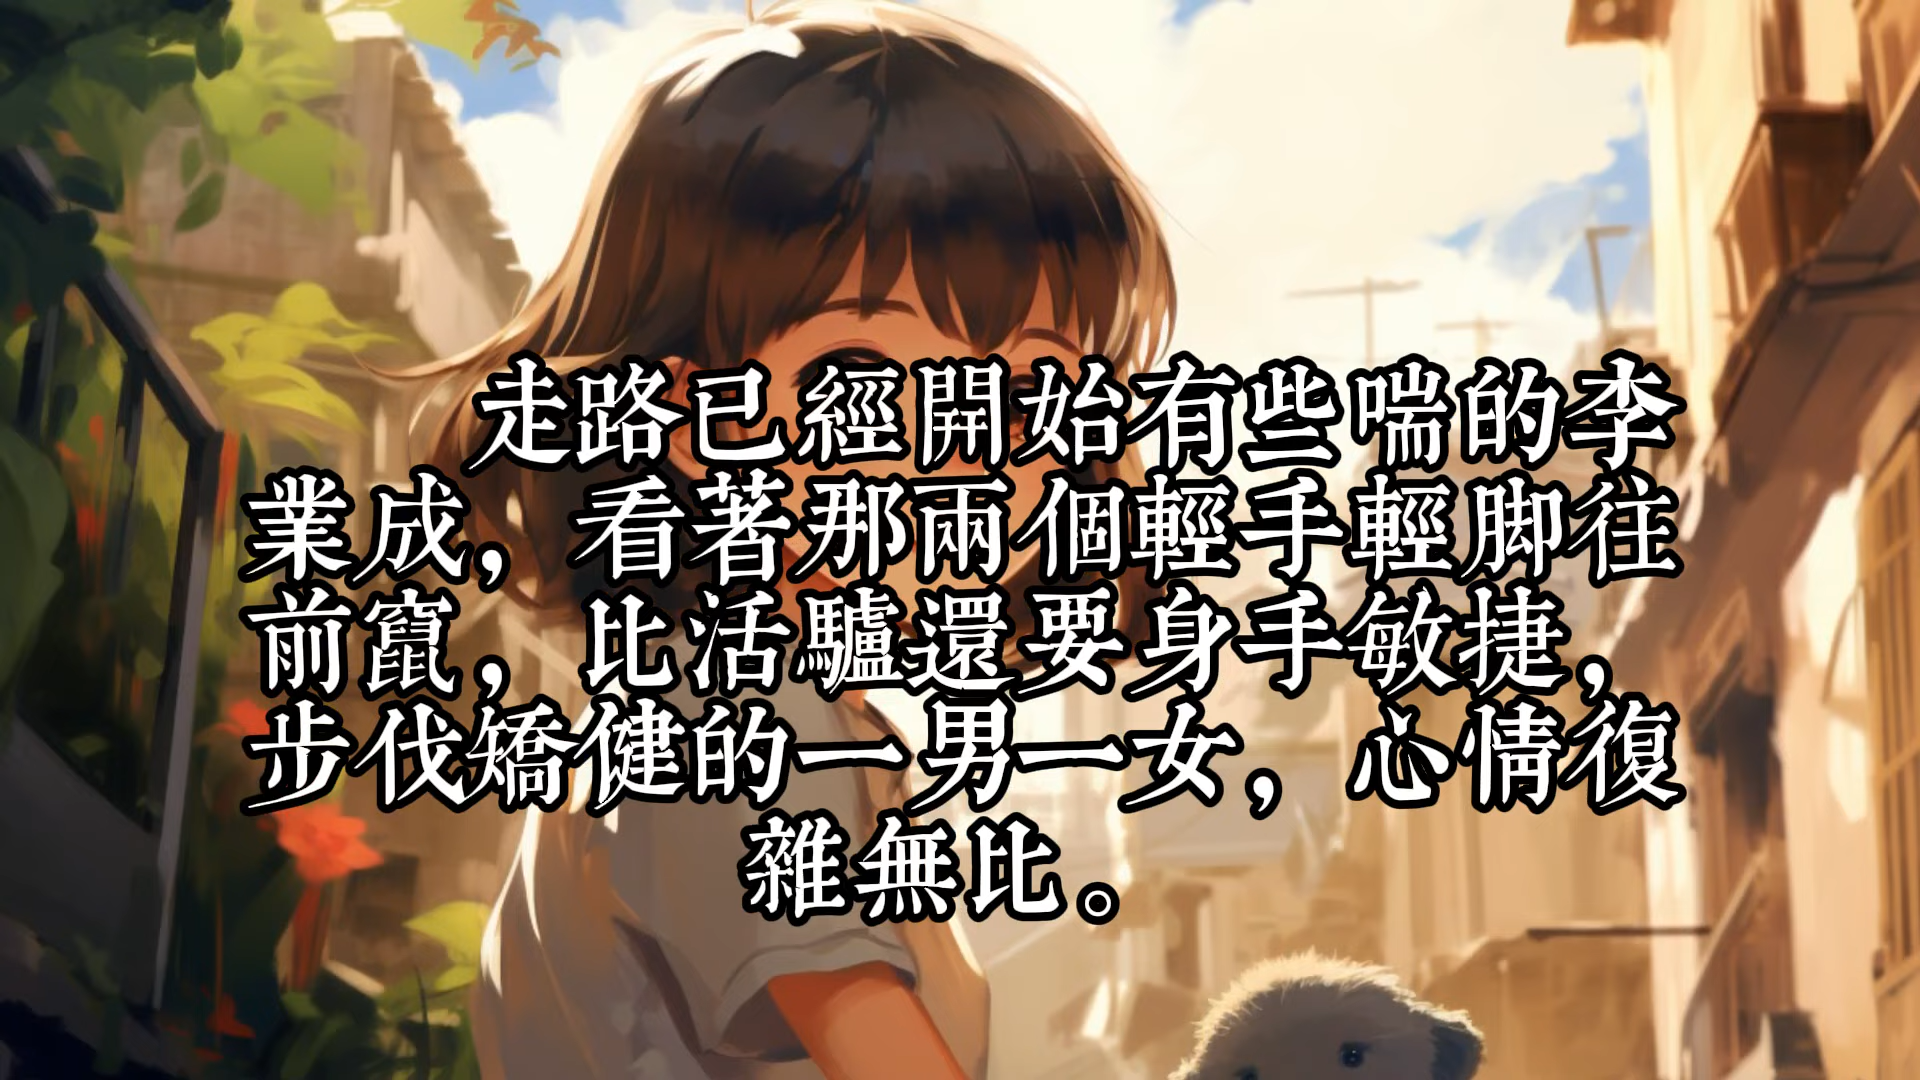 走路已經開始有些喘的李
業成，看著那兩個輕手輕脚往
前竄，比活驢還要身手敏捷，
步伐矯健的一男一女，心情復
雜無比。